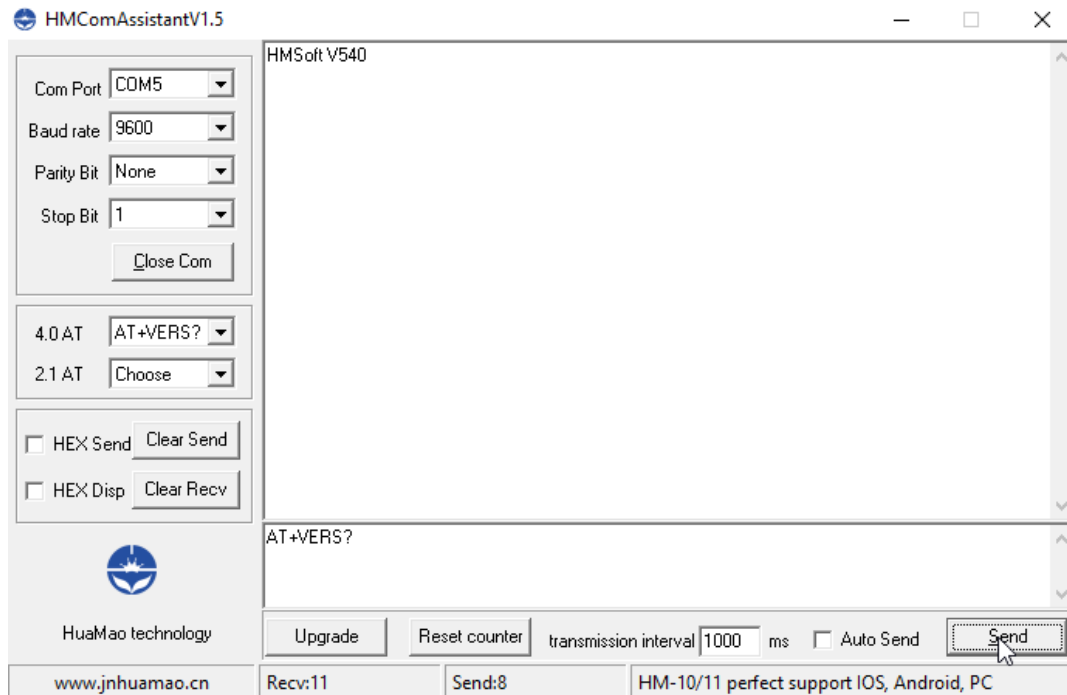 HMComAssistantV1.5
Com Port COM5
Baud rate 9600
Parity Bit None
Stop Bit 1
Close Com
4.0 AT AT+VERS?
2.1 AT Choose
HEX Send Clear Send
HEX Disp Clear Recv
HuaMao technology
HMSoft V540
AT+VERS?
Upgrade Reset counter transmission interval 1000 ms Auto Send Send
www.jnhuamao.cn Recv:11 Send:8 HM-10/11 perfect support IOS, Android, PC